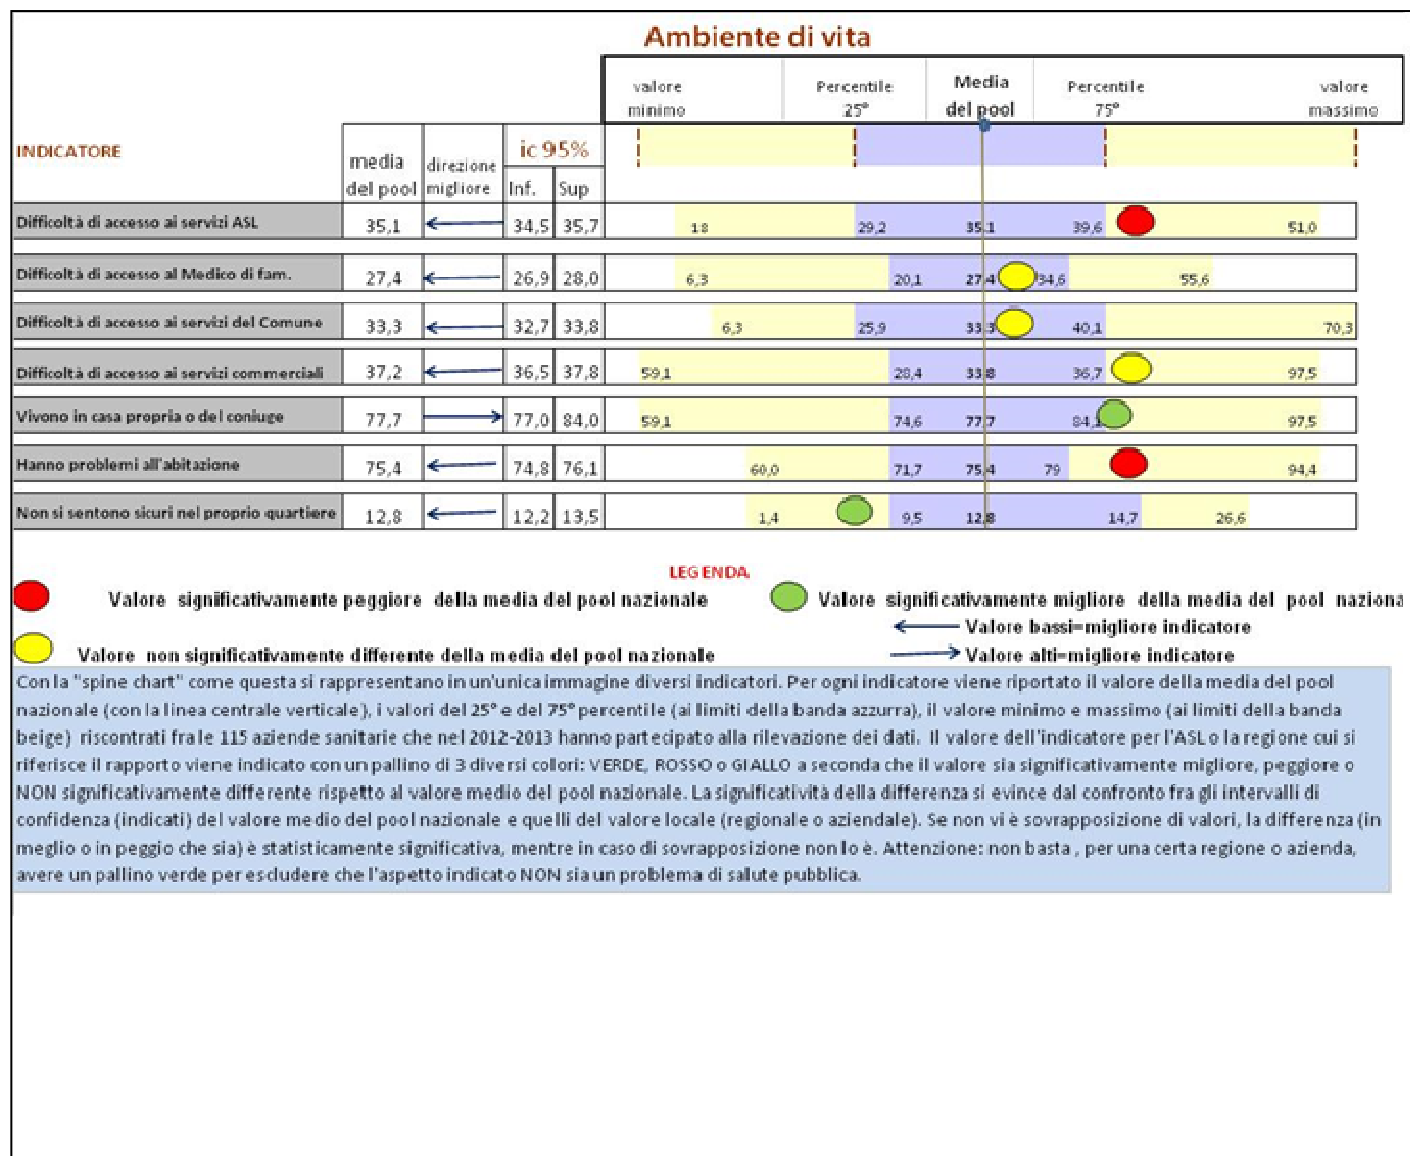 Ambiente di vita
valore minimo Percentile 25° Media del pool Percentile 75° valore massimo
INDICATORE media del pool direzione migliore ic 95% Inf. Sup
Difficoltà di accesso ai servizi ASL 35,1 34,5 35,7 18 29,2 35,1 39,6 51,0
Difficoltà di accesso al Medico di fam. 27,4 26,9 28,0 6,3 20,1 27,4 34,6 55,6
Difficoltà di accesso ai servizi del Comune 33,3 32,7 33,8 6,3 25,9 33,3 40,1 70,3
Difficoltà di accesso ai servizi commerciali 37,2 36,5 37,8 59,1 28,4 33,8 36,7 97,5
Vivono in casa propria o del coniuge 77,7 77,0 84,0 59,1 74,6 77,7 84,1 97,5
Hanno problemi all'abitazione 75,4 74,8 76,1 60,0 71,7 75,4 79 94,4
Non si sentono sicuri nel proprio quartiere 12,8 12,2 13,5 1,4 9,5 12,8 14,7 26,6
LEGENDA
Valore significativamente peggiore della media del pool nazionale
Valore significativamente migliore della media del pool naziona
Valore bassi=migliore indicatore
Valore non significativamente differente della media del pool nazionale
Valore alti=migliore indicatore
Con la "spine chart" come questa si rappresentano in un'unica immagine diversi indicatori. Per ogni indicatore viene riportato il valore della media del pool
nazionale (con la linea centrale verticale), i valori del 25° e del 75° percentile (ai limiti della banda azzurra), il valore minimo e massimo (ai limiti della banda
beige) riscontrati fra le 115 aziende sanitarie che nel 2012-2013 hanno partecipato alla rilevazione dei dati. Il valore dell'indicatore per l'ASL o la regione cui si
riferisce il rapporto viene indicato con un pallino di 3 diversi colori: VERDE, ROSSO o GIALLO a seconda che il valore sia significativamente migliore, peggiore o
NON significativamente differente rispetto al valore medio del pool nazionale. La significatività della differenza si evince dal confronto fra gli intervalli di
confidenza (indicati) del valore medio del pool nazionale e quelli del valore locale (regionale o aziendale). Se non vi è sovrapposizione di valori, la differenza (in
meglio o in peggio che sia) è statisticamente significativa, mentre in caso di sovrapposizione non lo è. Attenzione: non basta , per una certa regione o azienda,
avere un pallino verde per escludere che l'aspetto indicato NON sia un problema di salute pubblica.